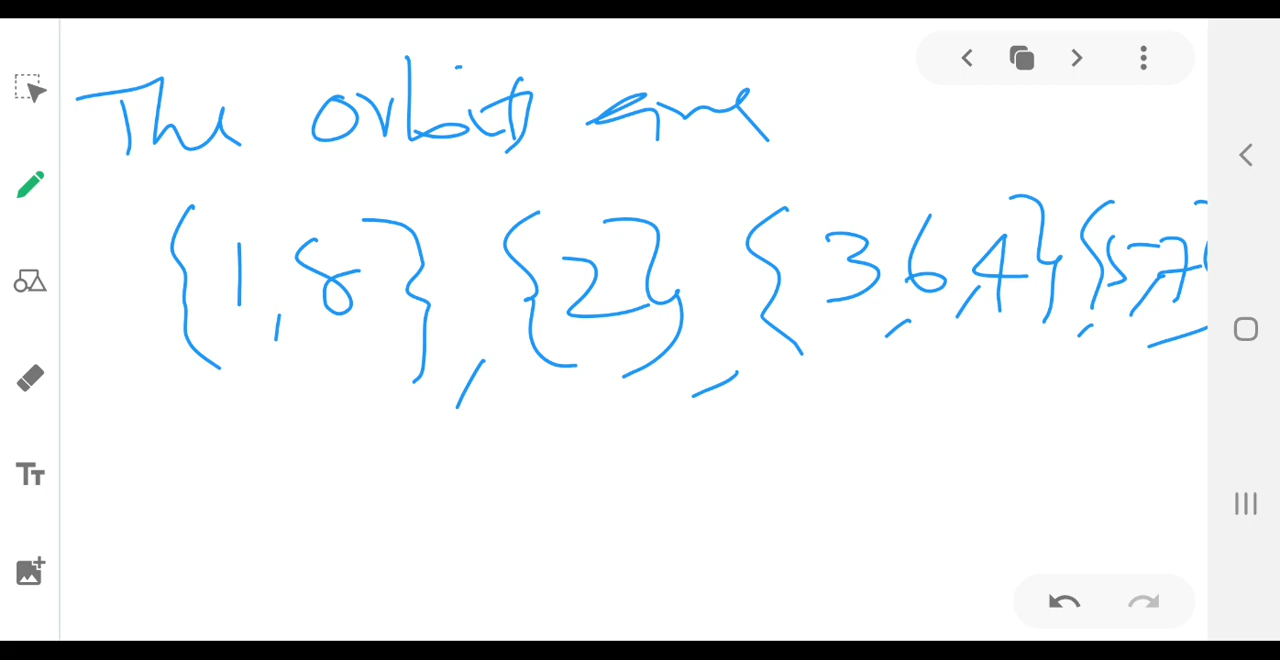 The orbits are
{1,8}, {2}, {3,6,4}, {5,7